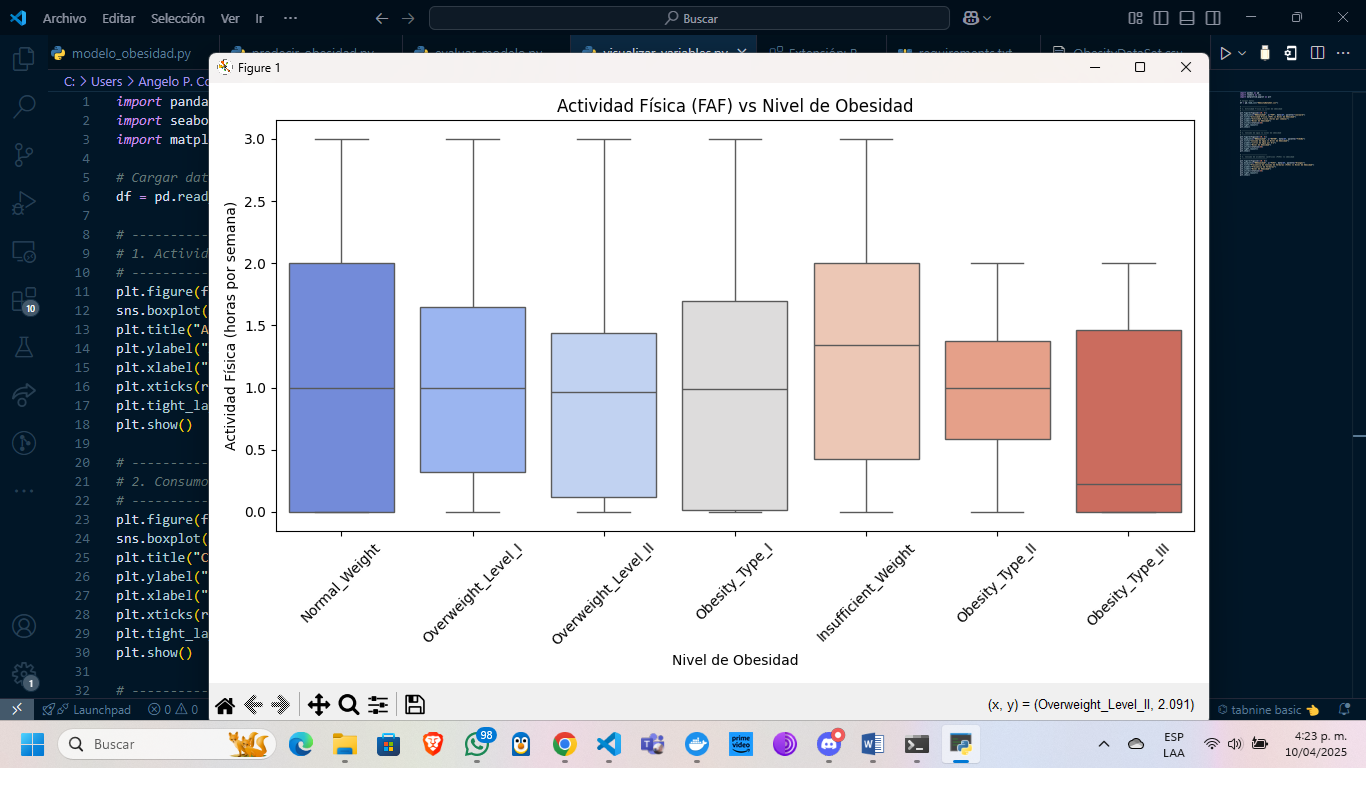 Archivo Editar Selección Ver Ir ··· Buscar
modelo_obesidad.py
C: > Users > Angelo P. Co
Figure 1
1 import panda
2 import seabo
3 import matpl
4
5 # Cargar dat
6 df = pd.read
7
8 # -----------
9 # 1. Activid
10 # -----------
11 plt.figure(f
12 sns.boxplot(
13 plt.title("A
14 plt.ylabel("
15 plt.xlabel("
16 plt.xticks(r
17 plt.tight_la
18 plt.show()
19
20 # -----------
21 # 2. Consumo
22 # -----------
23 plt.figure(f
24 sns.boxplot(
25 plt.title("C
26 plt.ylabel("
27 plt.xlabel("
28 plt.xticks(r
29 plt.tight_la
30 plt.show()
31
32 # -----------
10
1
Actividad Física (FAF) vs Nivel de Obesidad
Actividad Física (horas por semana)
3.0
2.5
2.0
1.5
1.0
0.5
0.0
Normal_Weight
Overweight_Level_I
Overweight_Level_II
Obesity_Type_I
Insufficient_Weight
Obesity_Type_II
Obesity_Type_III
Nivel de Obesidad
(x, y) = (Overweight_Level_II, 2.091)
Launchpad 0 0
tabnine basic
Buscar
98
prime video
ESP
LAA
4:23 p. m.
10/04/2025